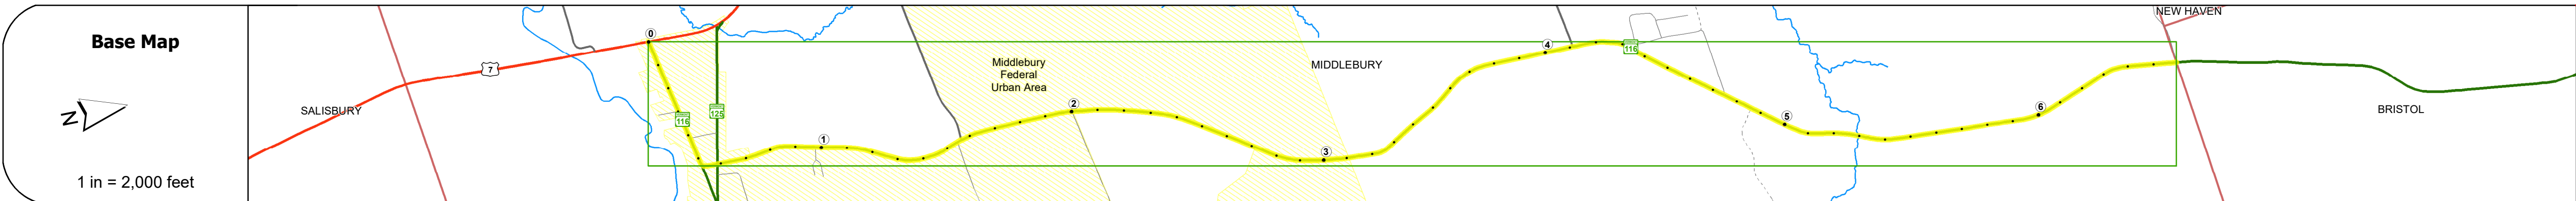 Base Map
N
1 in = 2,000 feet
SALISBURY
7
0
116
125
1
Middlebury
Federal
Urban Area
2
MIDDLEBURY
3
4
116
5
6
NEW HAVEN
BRISTOL